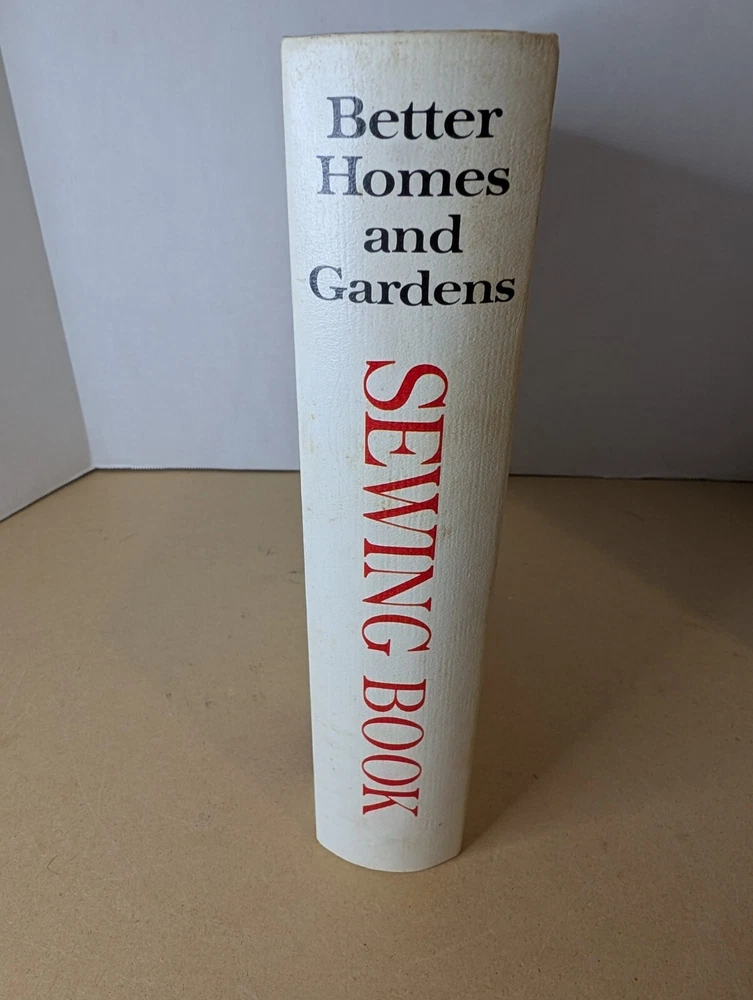 Better
Homes
and
Gardens
SEWING BOOK